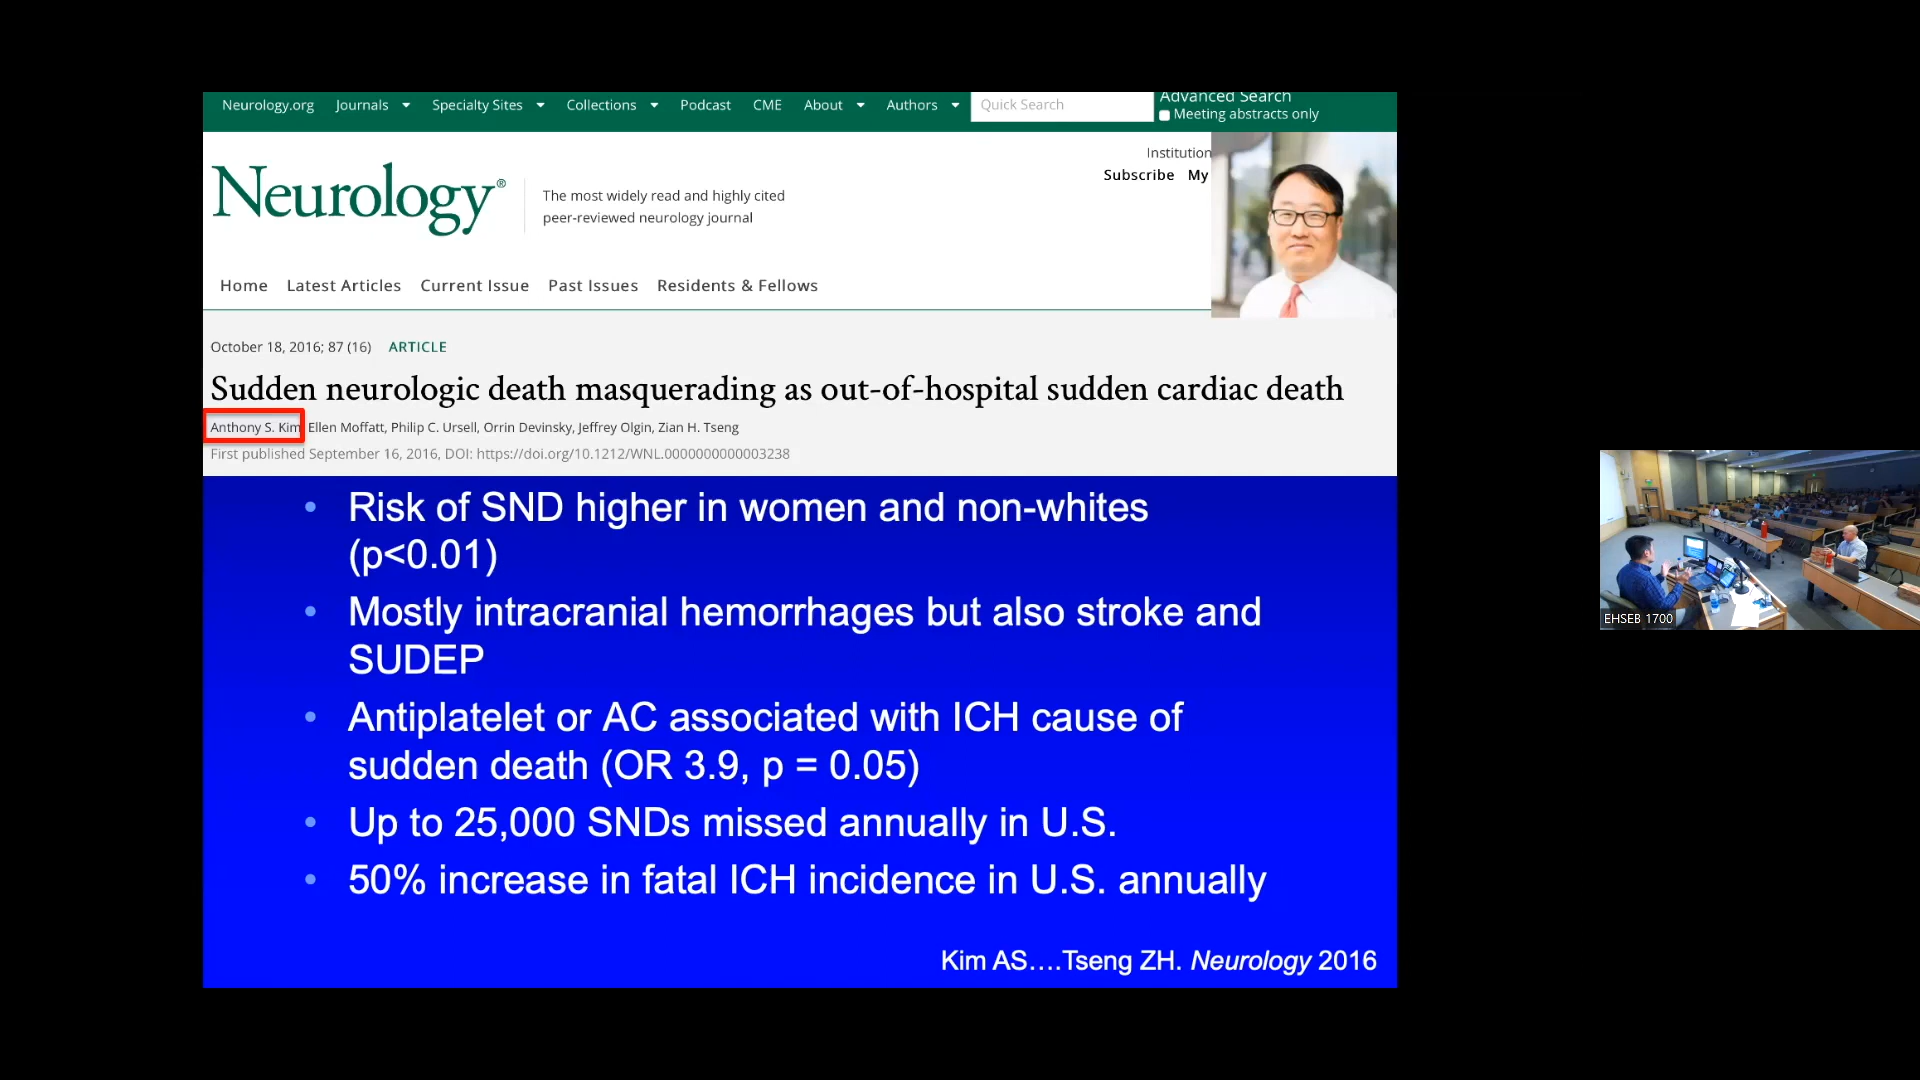 Neurology.org Journals Specialty Sites Collections Podcast CME About Authors Quick Search Advanced Search
Meeting abstracts only
Institution
Subscribe My
Neurology®
The most widely read and highly cited
peer-reviewed neurology journal
Home Latest Articles Current Issue Past Issues Residents & Fellows
October 18, 2016; 87 (16) ARTICLE
Sudden neurologic death masquerading as out-of-hospital sudden cardiac death
Anthony S. Kim Ellen Moffatt, Philip C. Ursell, Orrin Devinsky, Jeffrey Olgin, Zian H. Tseng
First published September 16, 2016, DOI: https://doi.org/10.1212/WNL.0000000000003238
• Risk of SND higher in women and non-whites
(p<0.01)
• Mostly intracranial hemorrhages but also stroke and
SUDEP
• Antiplatelet or AC associated with ICH cause of
sudden death (OR 3.9, p = 0.05)
• Up to 25,000 SNDs missed annually in U.S.
• 50% increase in fatal ICH incidence in U.S. annually
Kim AS….Tseng ZH. Neurology 2016
EHSEB 1700